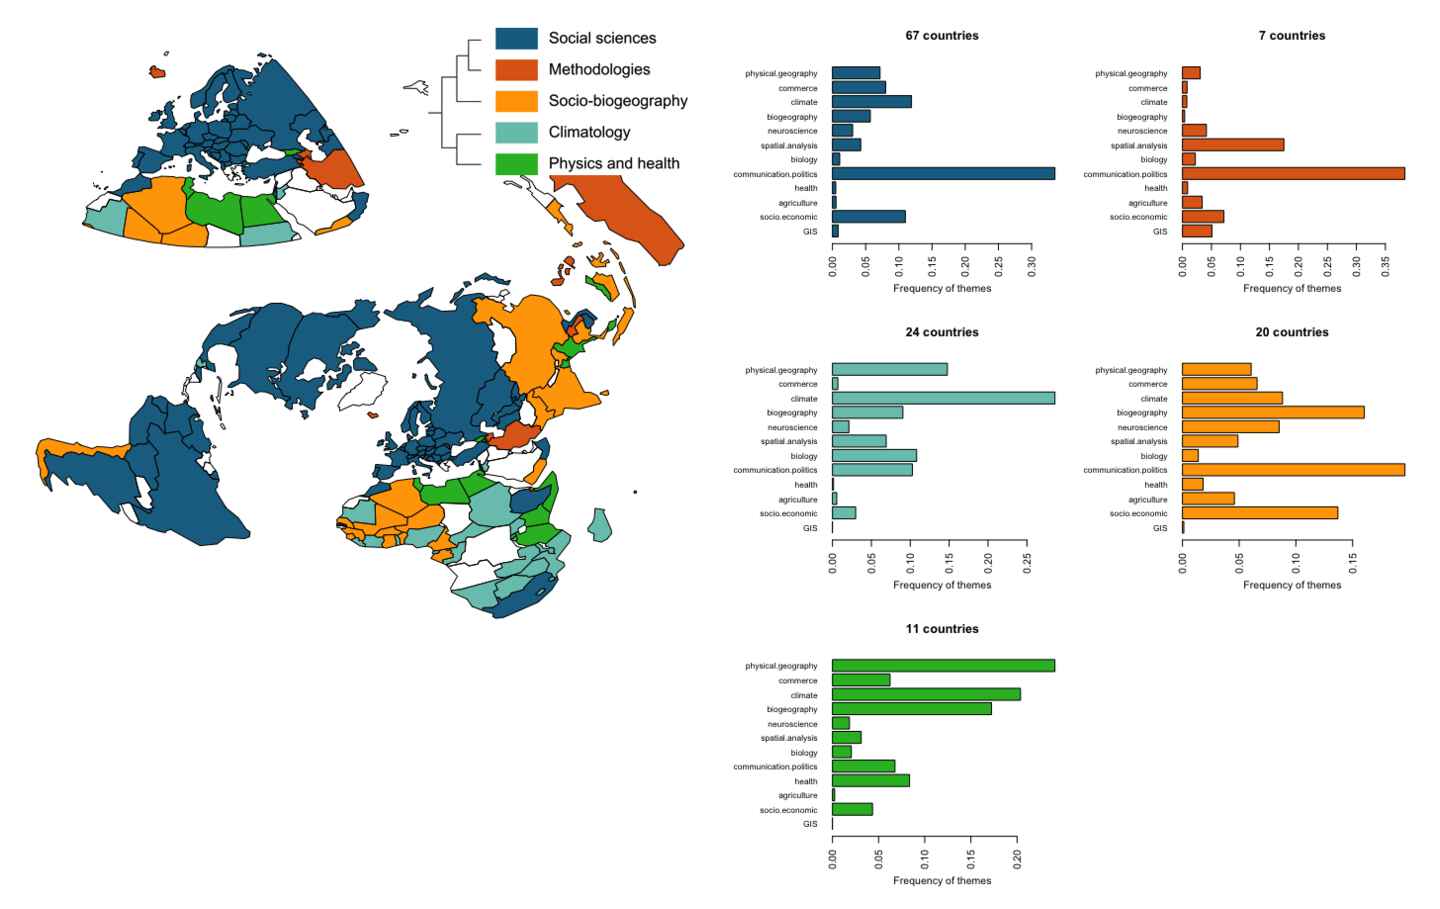 Social sciences
Methodologies
Socio-biogeography
Climatology
Physics and health
67 countries
physical.geography
commerce
climate
biogeography
neuroscience
spatial.analysis
biology
communication.politics
health
agriculture
socio.economic
GIS
0.00 0.05 0.10 0.15 0.20 0.25 0.30
Frequency of themes
7 countries
physical.geography
commerce
climate
biogeography
neuroscience
spatial.analysis
biology
communication.politics
health
agriculture
socio.economic
GIS
0.00 0.05 0.10 0.15 0.20 0.25 0.30 0.35
Frequency of themes
24 countries
physical.geography
commerce
climate
biogeography
neuroscience
spatial.analysis
biology
communication.politics
health
agriculture
socio.economic
GIS
0.00 0.05 0.10 0.15 0.20 0.25
Frequency of themes
20 countries
physical.geography
commerce
climate
biogeography
neuroscience
spatial.analysis
biology
communication.politics
health
agriculture
socio.economic
GIS
0.00 0.05 0.10 0.15
Frequency of themes
11 countries
physical.geography
commerce
climate
biogeography
neuroscience
spatial.analysis
biology
communication.politics
health
agriculture
socio.economic
GIS
0.00 0.05 0.10 0.15 0.20
Frequency of themes